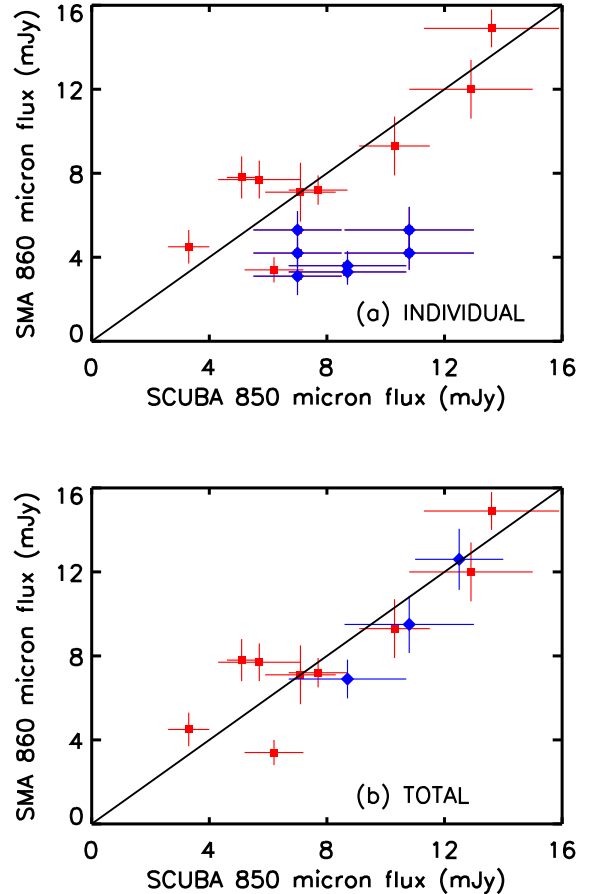 16
12
8
4
0
SMA 860 micron flux (mJy)
(a) INDIVIDUAL
0 4 8 12 16
SCUBA 850 micron flux (mJy)
16
12
8
4
0
SMA 860 micron flux (mJy)
(b) TOTAL
0 4 8 12 16
SCUBA 850 micron flux (mJy)